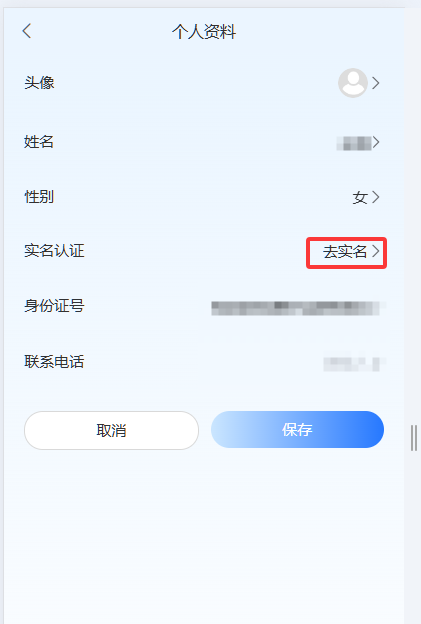 个人资料
头像
姓名
性别 女
实名认证 去实名
身份证号
联系电话
取消 保存